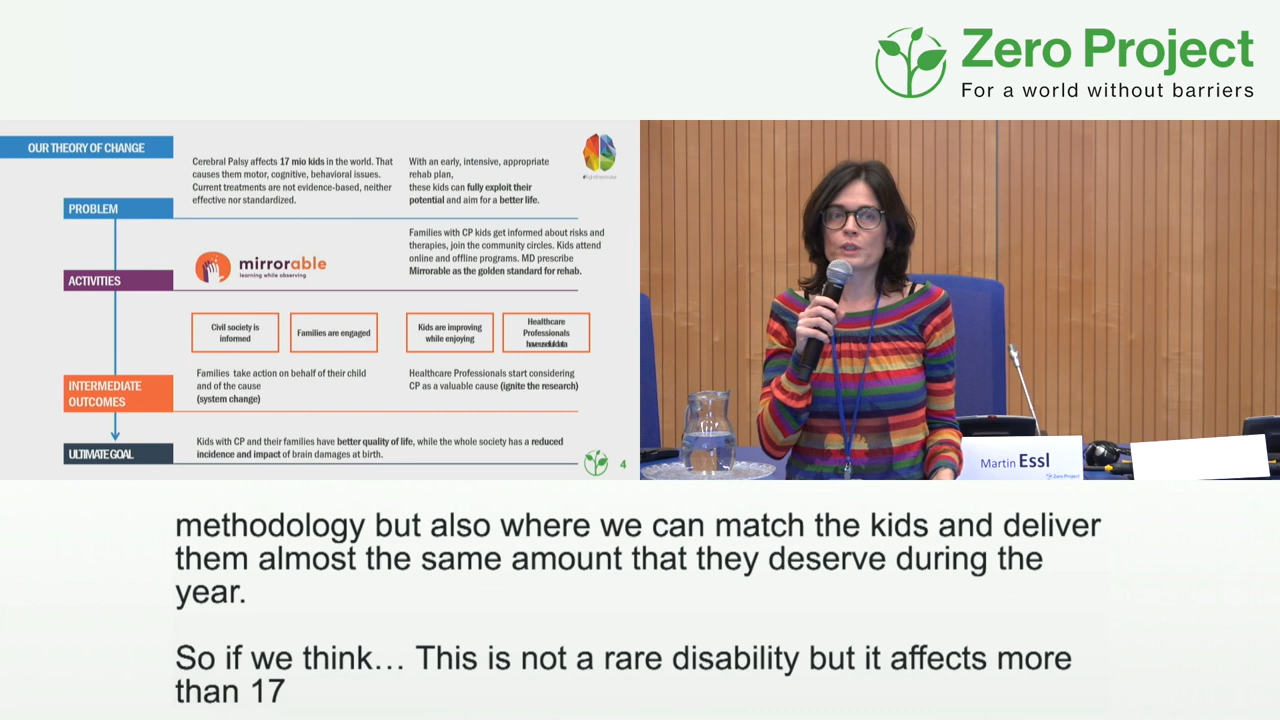 Zero Project
For a world without barriers
OUR THEORY OF CHANGE
Cerebral Palsy affects 17 mio kids in the world. That
causes them motor, cognitive, behavioral issues.
Current treatments are not evidence-based, neither
effective nor standardized.
With an early, intensive, appropriate
rehab plan,
these kids can fully exploit their
potential and aim for a better life.
PROBLEM
mirrorable
learning while observing
Families with CP kids get informed about risks and
therapies, join the community circles. Kids attend
online and offline programs. MD prescribe
Mirrorable as the golden standard for rehab.
ACTIVITIES
Civil society is
informed
Families are engaged
Kids are improving
while enjoying
Healthcare
Professionals
INTERMEDIATE
OUTCOMES
Families take action on behalf of their child
and of the cause
(system change)
Healthcare Professionals start considering
CP as a valuable cause (ignite the research)
ULTIMATE GOAL
Kids with CP and their families have better quality of life, while the whole society has a reduced
incidence and impact of brain damages at birth.
4
Martin Essl
Zero Project
methodology but also where we can match the kids and deliver
them almost the same amount that they deserve during the
year.
So if we think… This is not a rare disability but it affects more
than 17